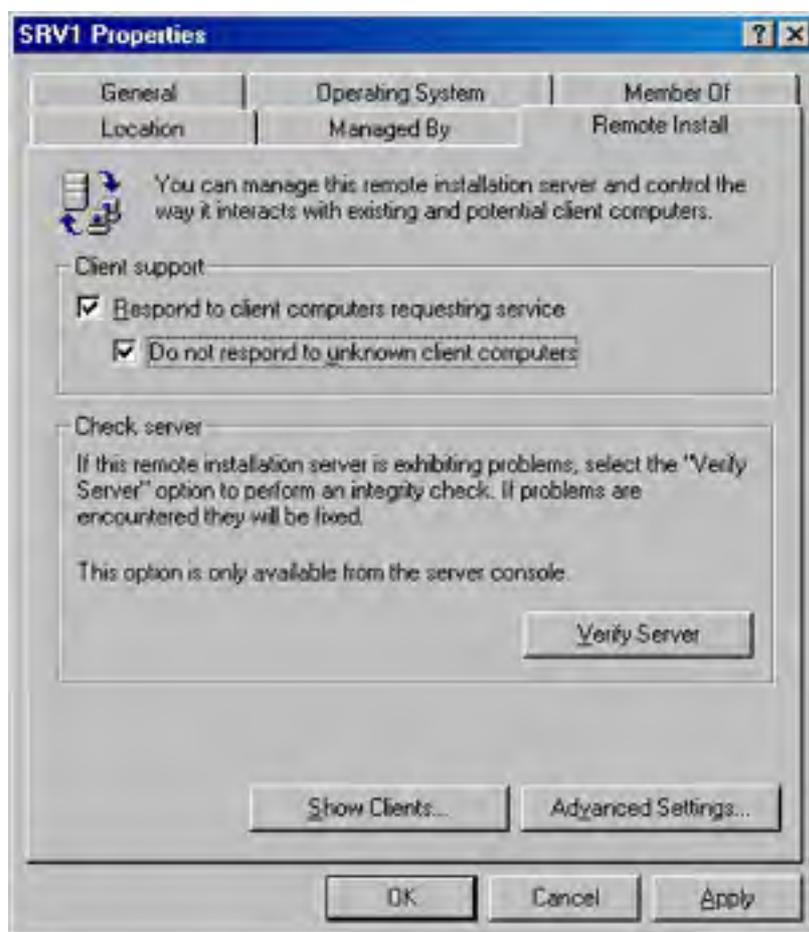 SRV1 Properties
General
Operating System
Member Of
Location
Managed By
Remote Install
You can manage this remote installation server and control the
way it interacts with existing and potential client computers.
Client support
Respond to client computers requesting service
Do not respond to unknown client computers
Check server
If this remote installation server is exhibiting problems, select the "Verify
Server" option to perform an integrity check. If problems are
encountered they will be fixed.
This option is only available from the server console.
Verify Server
Show Clients...
Advanced Settings...
OK
Cancel
Apply